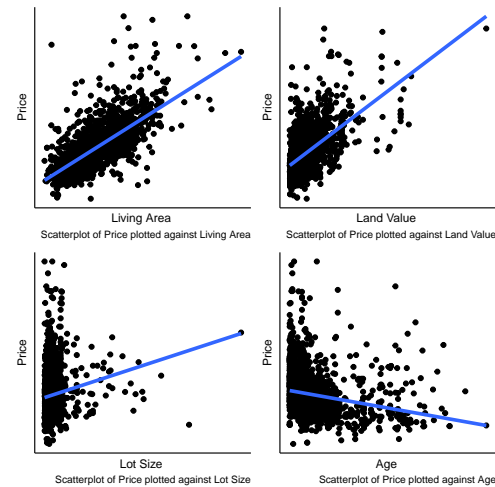 Price
Living Area
Scatterplot of Price plotted against Living Area
Price
Land Value
Scatterplot of Price plotted against Land Value
Price
Lot Size
Scatterplot of Price plotted against Lot Size
Price
Age
Scatterplot of Price plotted against Age